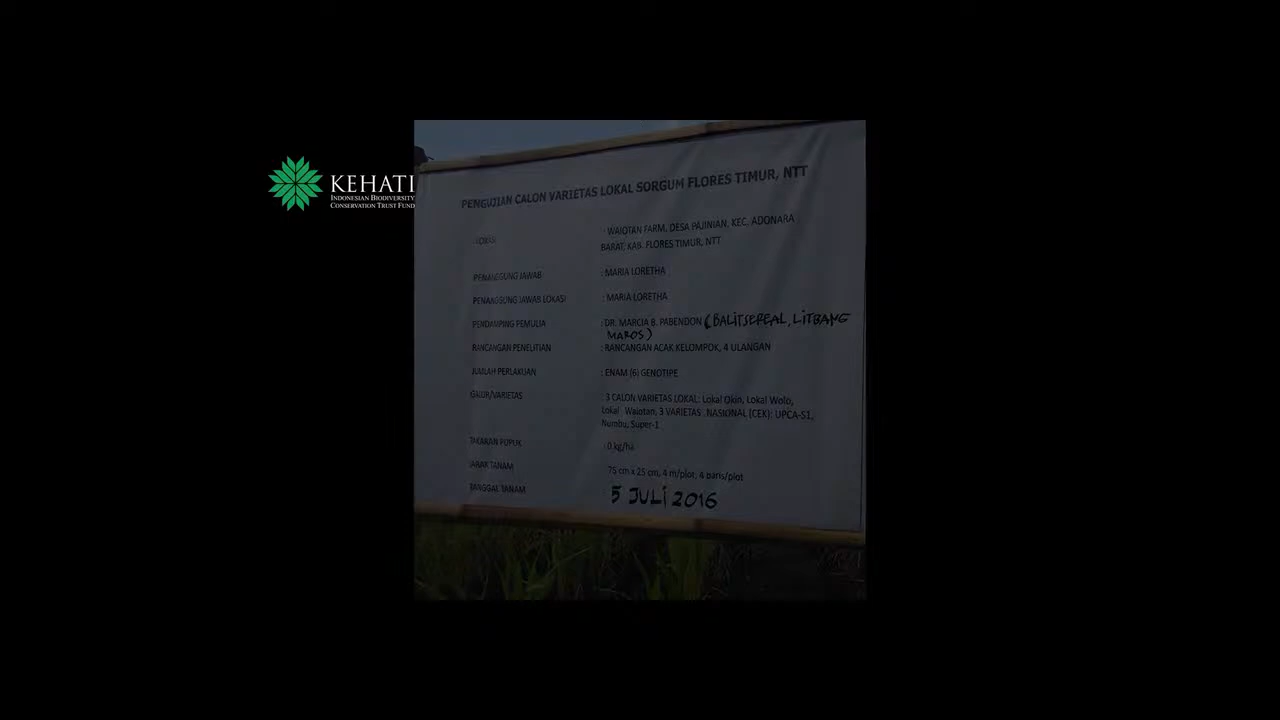 KEHATI
INDONESIAN BIODIVERSITY
CONSERVATION TRUST FUND
PENGUJIAN CALON VARIETAS LOKAL SORGUM FLORES TIMUR, NTT
LOKASI : WAIOTAN FARM, DESA PAJINIAN, KEC. ADONARA
BARAT, KAB. FLORES TIMUR, NTT
PENANGGUNG JAWAB : MARIA LORETHA
PENANGGUNG JAWAB LOKASI : MARIA LORETHA
PENDAMPING PEMULIA : DR. MARCIA B. PABENDON (BALITSEREAL, LITBANG
MAROS)
RANCANGAN PENELITIAN : RANCANGAN ACAK KELOMPOK, 4 ULANGAN
JUMLAH PERLAKUAN : ENAM (6) GENOTIPE
GALUR/VARIETAS : 3 CALON VARIETAS LOKAL: Lokal Okin, Lokal Wolo,
Lokal Waiotan, 3 VARIETAS NASIONAL (CEK): UPCA-S1,
Numbu, Super-1
TAKARAN PUPUK : 0 kg/ha
JARAK TANAM : 75 cm x 25 cm, 4 m/plot, 4 baris/plot
TANGGAL TANAM : 5 JULI 2016